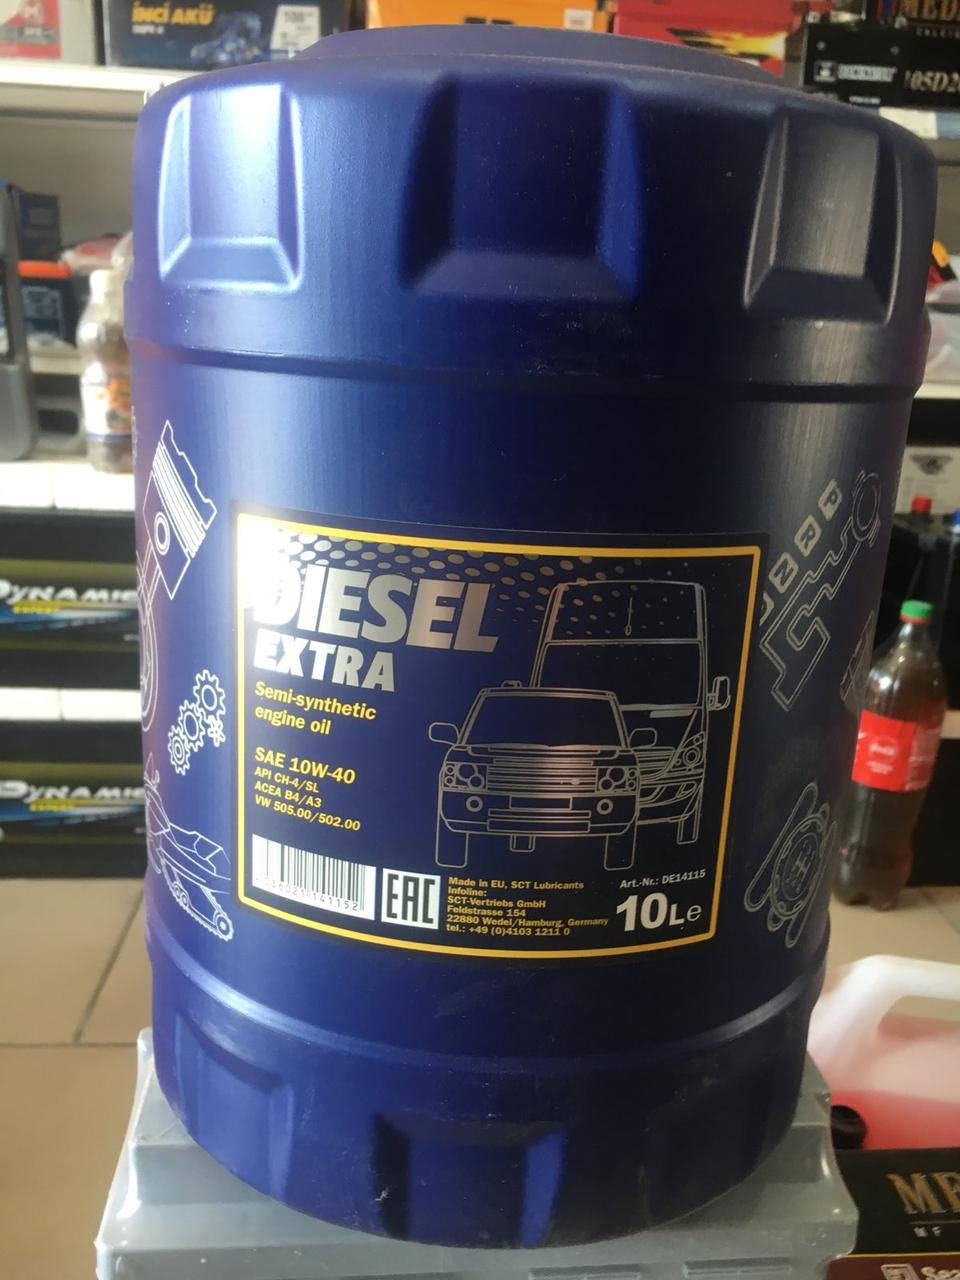 İNCİ AKÜ
DIESEL
EXTRA
Semi-synthetic
engine oil
SAE 10W-40
API CH-4/SL
ACEA B4/A3
VW 505.00/502.00
EAC
Made in EU, SCT Lubricants
Infoline:
SCT-Vertriebs GmbH
Feldstrasse 154
22880 Wedel/Hamburg, Germany
tel.: +49 (0)4103 1211 0
Art.-Nr.: DE14115
10L e
DYNAMIC
DYNAMIC